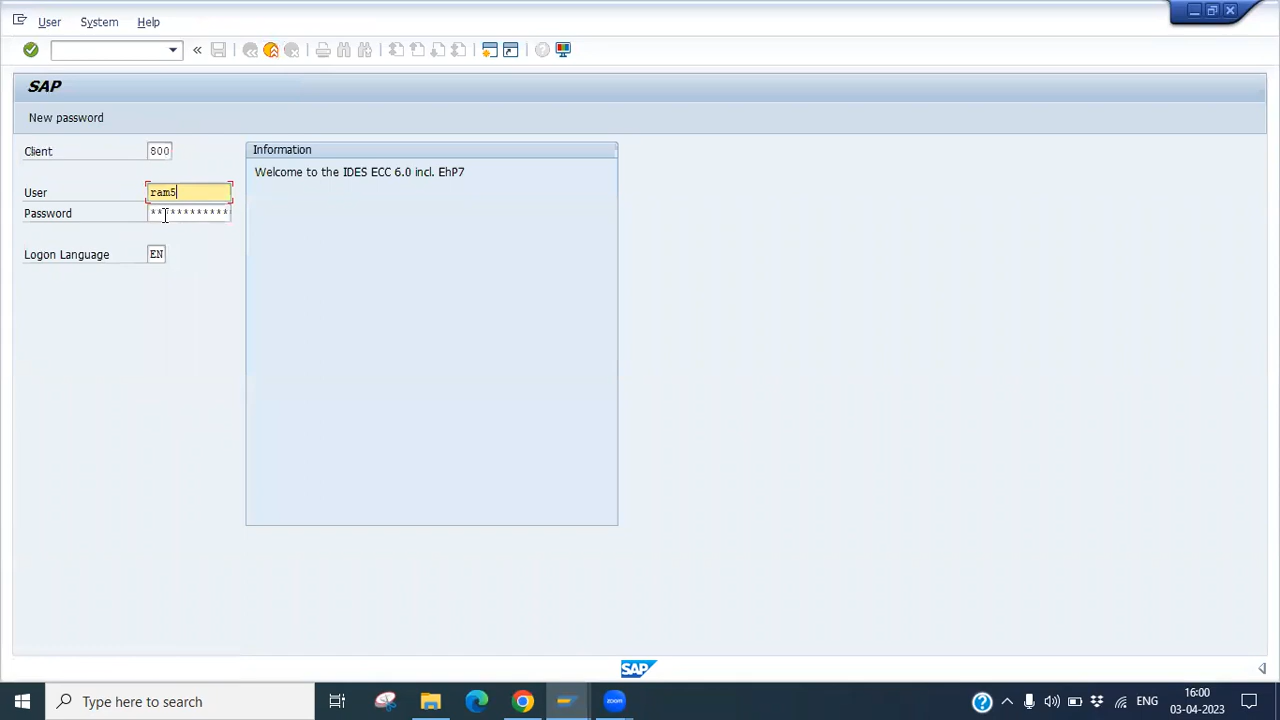 User System Help
SAP
New password
Client 800
Information
Welcome to the IDES ECC 6.0 incl. EhP7
User ram5
Password ************
Logon Language EN
SAP
Type here to search
zoom
ENG
16:00
03-04-2023